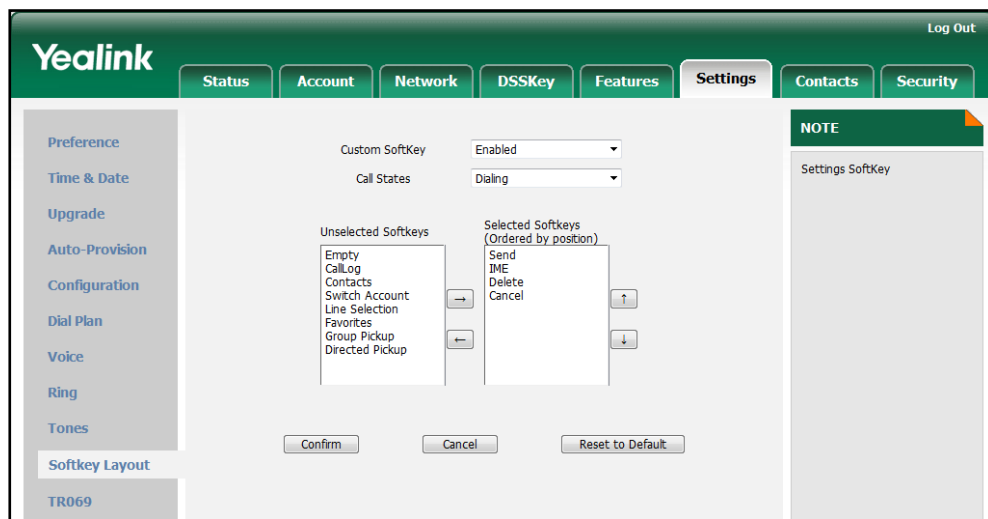 Log Out
Yealink
Status Account Network DSSKey Features Settings Contacts Security
Preference
Time & Date
Upgrade
Auto-Provision
Configuration
Dial Plan
Voice
Ring
Tones
Softkey Layout
TR069
Custom SoftKey Enabled
Call States Dialing
Unselected Softkeys
Empty
CallLog
Contacts
Switch Account
Line Selection
Favorites
Group Pickup
Directed Pickup
→
←
Selected Softkeys
(Ordered by position)
Send
IME
Delete
Cancel
↑
↓
Confirm Cancel Reset to Default
NOTE
Settings SoftKey